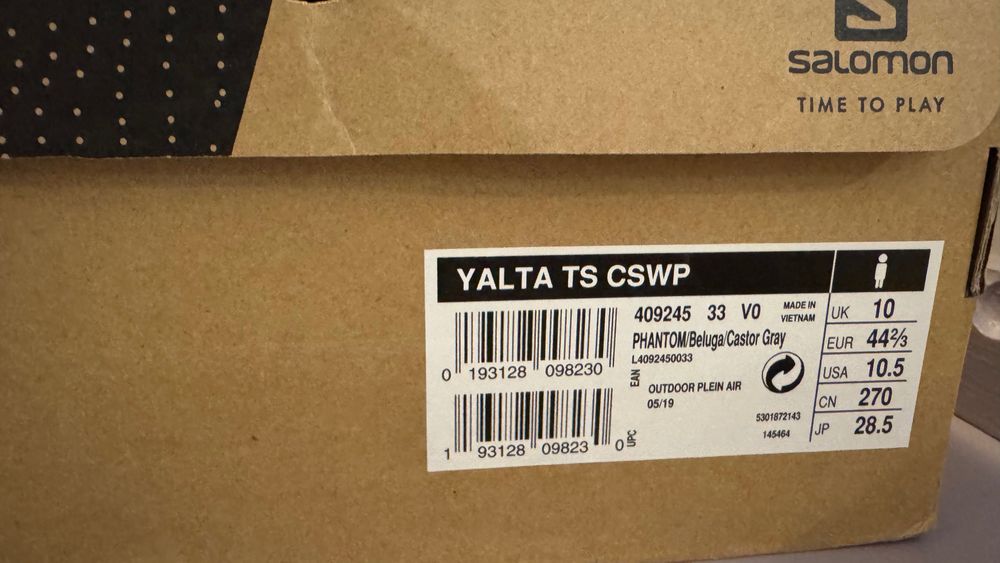 SALOMON
TIME TO PLAY
YALTA TS CSWP
409245 33 V0
MADE IN
VIETNAM
PHANTOM/Beluga/Castor Gray
L4092450033
EAN
OUTDOOR PLEIN AIR
05/19
5301872143
145464
0 193128 098230
1 93128 09823 0
UPC
UK 10
EUR 44⅔
USA 10.5
CN 270
JP 28.5